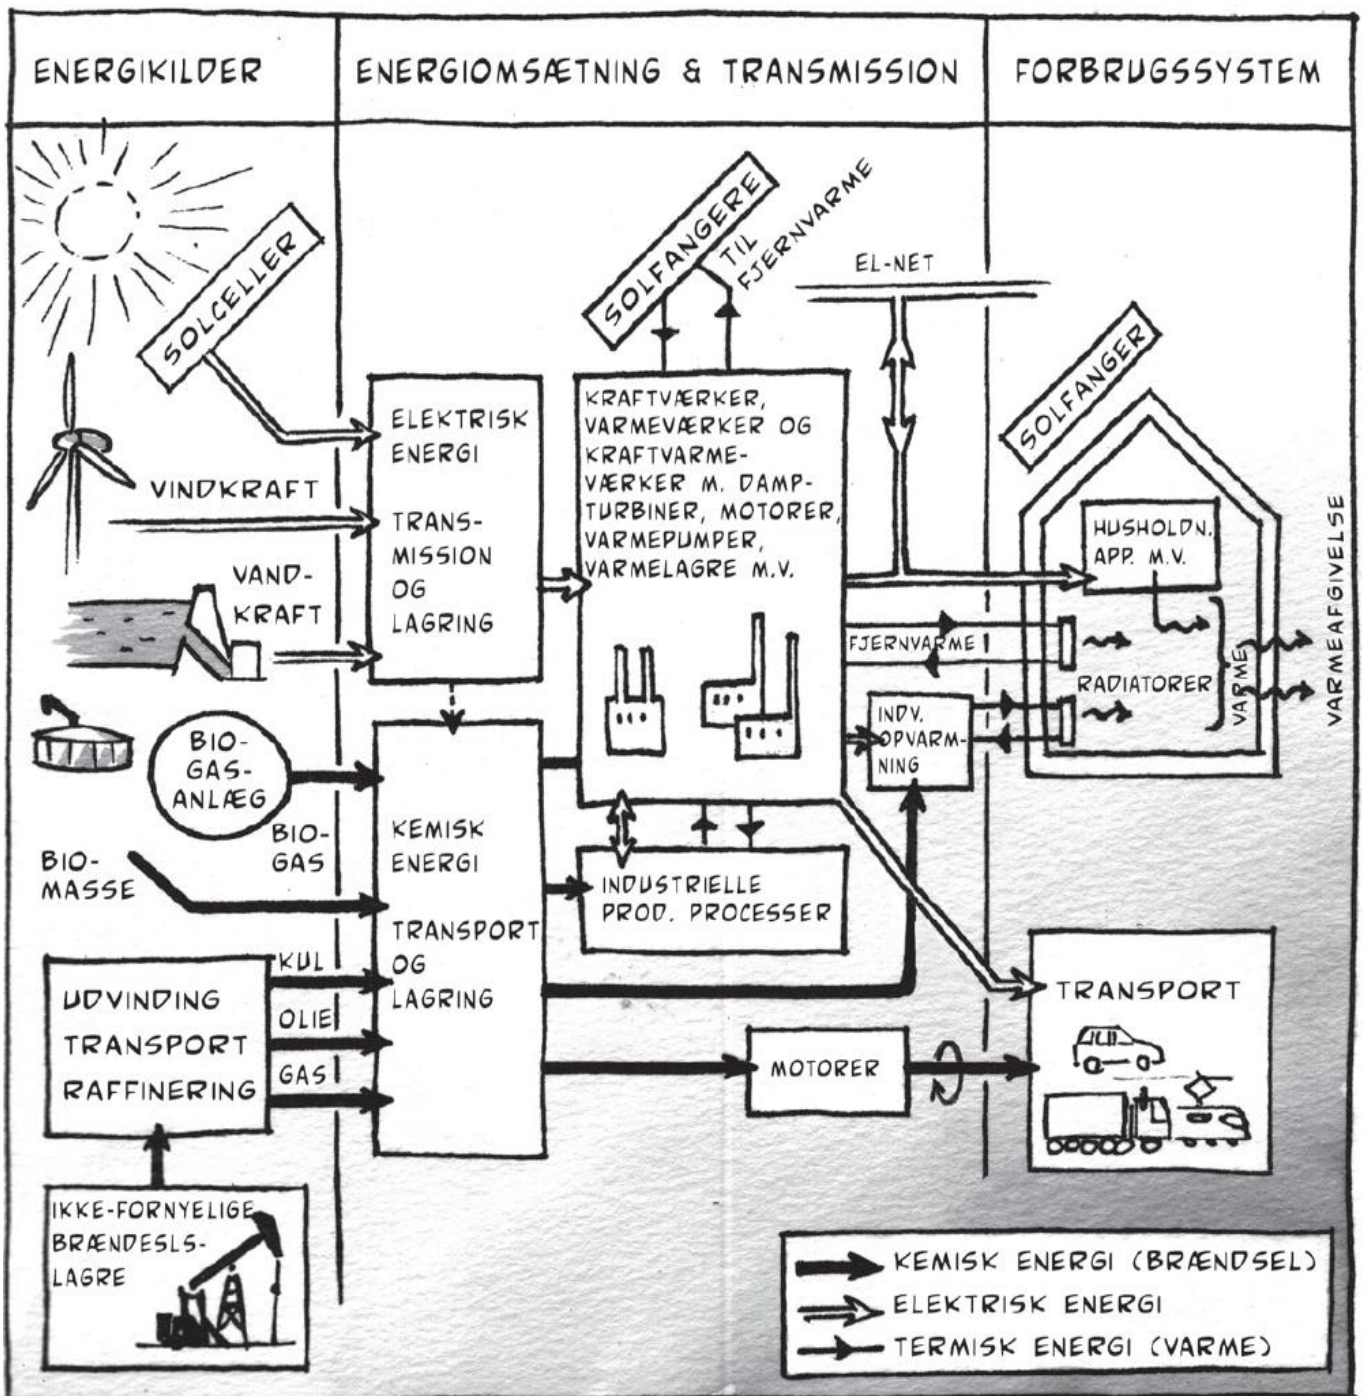 ENERGIKILDER
ENERGIOMSÆTNING & TRANSMISSION
FORBRUGSSYSTEM
SOLCELLER
SOLFANGERE
TIL
FJERNVARME
EL-NET
SOLFANGER
VINDKRAFT
VAND-
KRAFT
BIO-
GAS-
ANLÆG
BIO-
GAS
BIO-
MASSE
UDVINDING
TRANSPORT
RAFFINERING
KUL
OLIE
GAS
IKKE-FORNYELIGE
BRÆNDESLS-
LAGRE
ELEKTRISK
ENERGI
TRANS-
MISSION
OG
LAGRING
KEMISK
ENERGI
TRANSPORT
OG
LAGRING
KRAFTVÆRKER,
VARMEVÆRKER OG
KRAFTVARME-
VÆRKER M. DAMP-
TURBINER, MOTORER,
VARMEPUMPER,
VARMELAGRE M.V.
INDUSTRIELLE
PROD. PROCESSER
MOTORER
FJERNVARME
INDV.
OPVARM-
NING
HUSHOLDN.
APP. M.V.
RADIATORER
VARME
VARMEAFGIVELSE
TRANSPORT
KEMISK ENERGI (BRÆNDSEL)
ELEKTRISK ENERGI
TERMISK ENERGI (VARME)